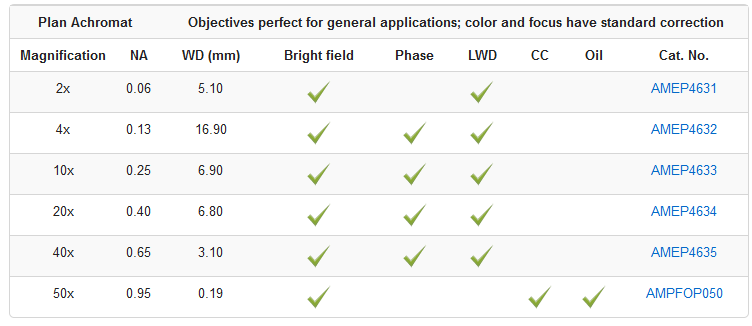 Plan Achromat Objectives perfect for general applications; color and focus have standard correction
Magnification NA WD (mm) Bright field Phase LWD CC Oil Cat. No.
2x 0.06 5.10 AMEP4631
4x 0.13 16.90 AMEP4632
10x 0.25 6.90 AMEP4633
20x 0.40 6.80 AMEP4634
40x 0.65 3.10 AMEP4635
50x 0.95 0.19 AMPFOP050